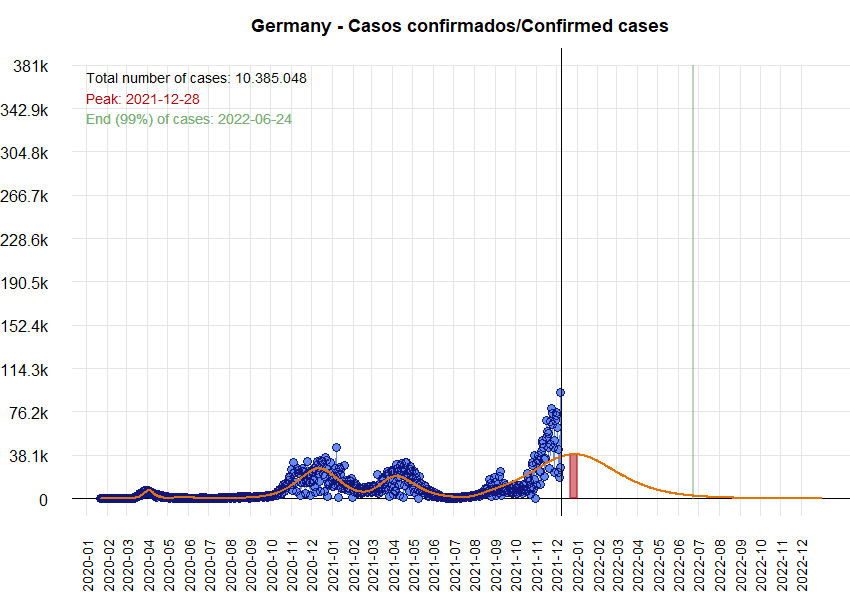 Germany - Casos confirmados/Confirmed cases
381k
Total number of cases: 10.385.048
Peak: 2021-12-28
342.9k
End (99%) of cases: 2022-06-24
304.8k
266.7k
228.6k
190.5k
152.4k
114.3k
76.2k
38.1k
0
2020-01
2020-02
2020-03
2020-04
2020-05
2020-06
2020-07
2020-08
2020-09
2020-10
2020-11
2020-12
2021-01
2021-02
2021-03
2021-04
2021-05
2021-06
2021-07
2021-08
2021-09
2021-10
2021-11
2021-12
2022-01
2022-02
2022-03
2022-04
2022-05
2022-06
2022-07
2022-08
2022-09
2022-10
2022-11
2022-12